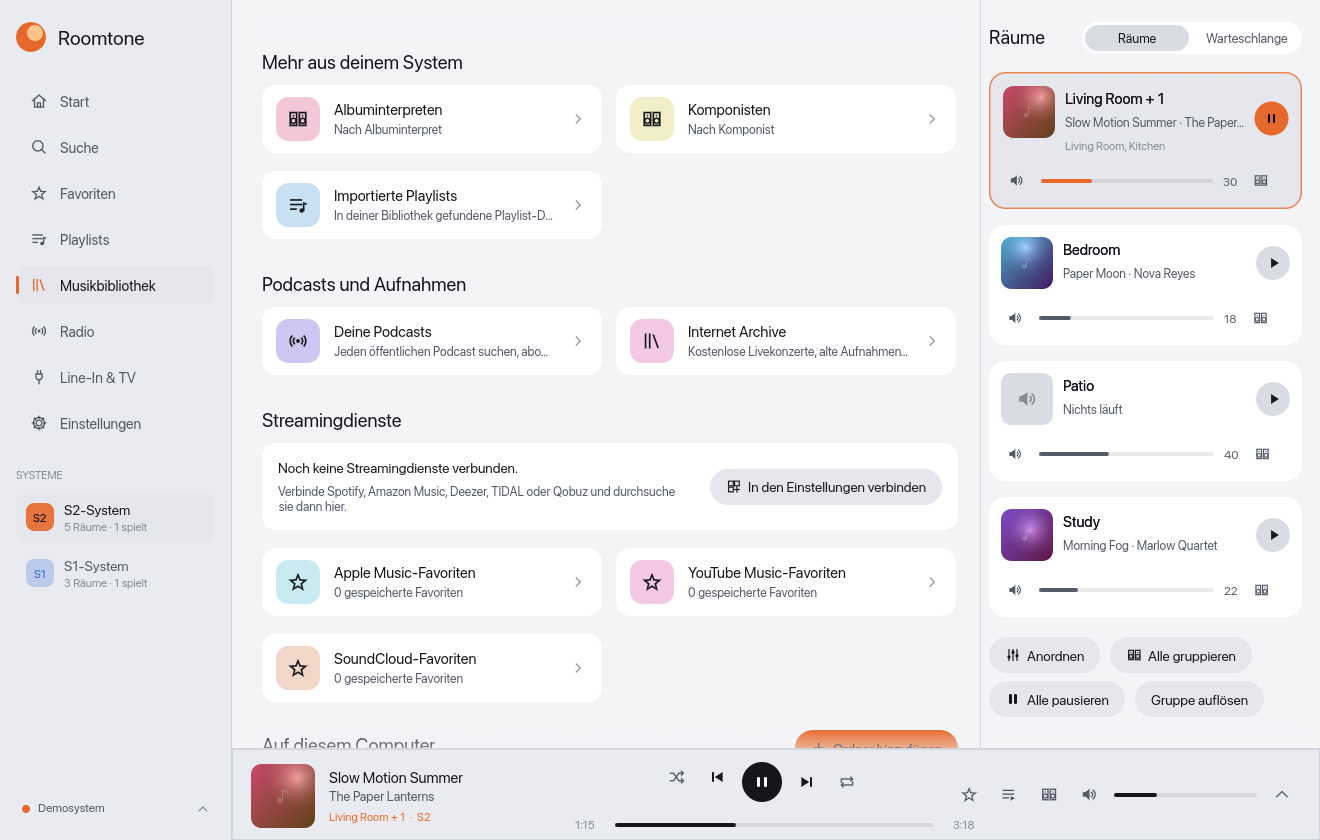 Roomtone
Start
Suche
Favoriten
Playlists
Musikbibliothek
Radio
Line-In & TV
Einstellungen
SYSTEME
S2
S2-System
5 Räume · 1 spielt
S1
S1-System
3 Räume · 1 spielt
Demosystem
Mehr aus deinem System
Albuminterpreten
Nach Albuminterpret
Komponisten
Nach Komponist
Importierte Playlists
In deiner Bibliothek gefundene Playlist-D...
Podcasts und Aufnahmen
Deine Podcasts
Jeden öffentlichen Podcast suchen, abo...
Internet Archive
Kostenlose Livekonzerte, alte Aufnahmen...
Streamingdienste
Noch keine Streamingdienste verbunden.
Verbinde Spotify, Amazon Music, Deezer, TIDAL oder Qobuz und durchsuche
sie dann hier.
In den Einstellungen verbinden
Apple Music-Favoriten
0 gespeicherte Favoriten
YouTube Music-Favoriten
0 gespeicherte Favoriten
SoundCloud-Favoriten
0 gespeicherte Favoriten
Auf diesem Computer
Ordner hinzufügen
Räume
Räume
Warteschlange
Living Room + 1
Slow Motion Summer · The Paper...
Living Room, Kitchen
30
Bedroom
Paper Moon · Nova Reyes
18
Patio
Nichts läuft
40
Study
Morning Fog · Marlow Quartet
22
Anordnen
Alle gruppieren
Alle pausieren
Gruppe auflösen
Slow Motion Summer
The Paper Lanterns
Living Room + 1 · S2
1:15
3:18